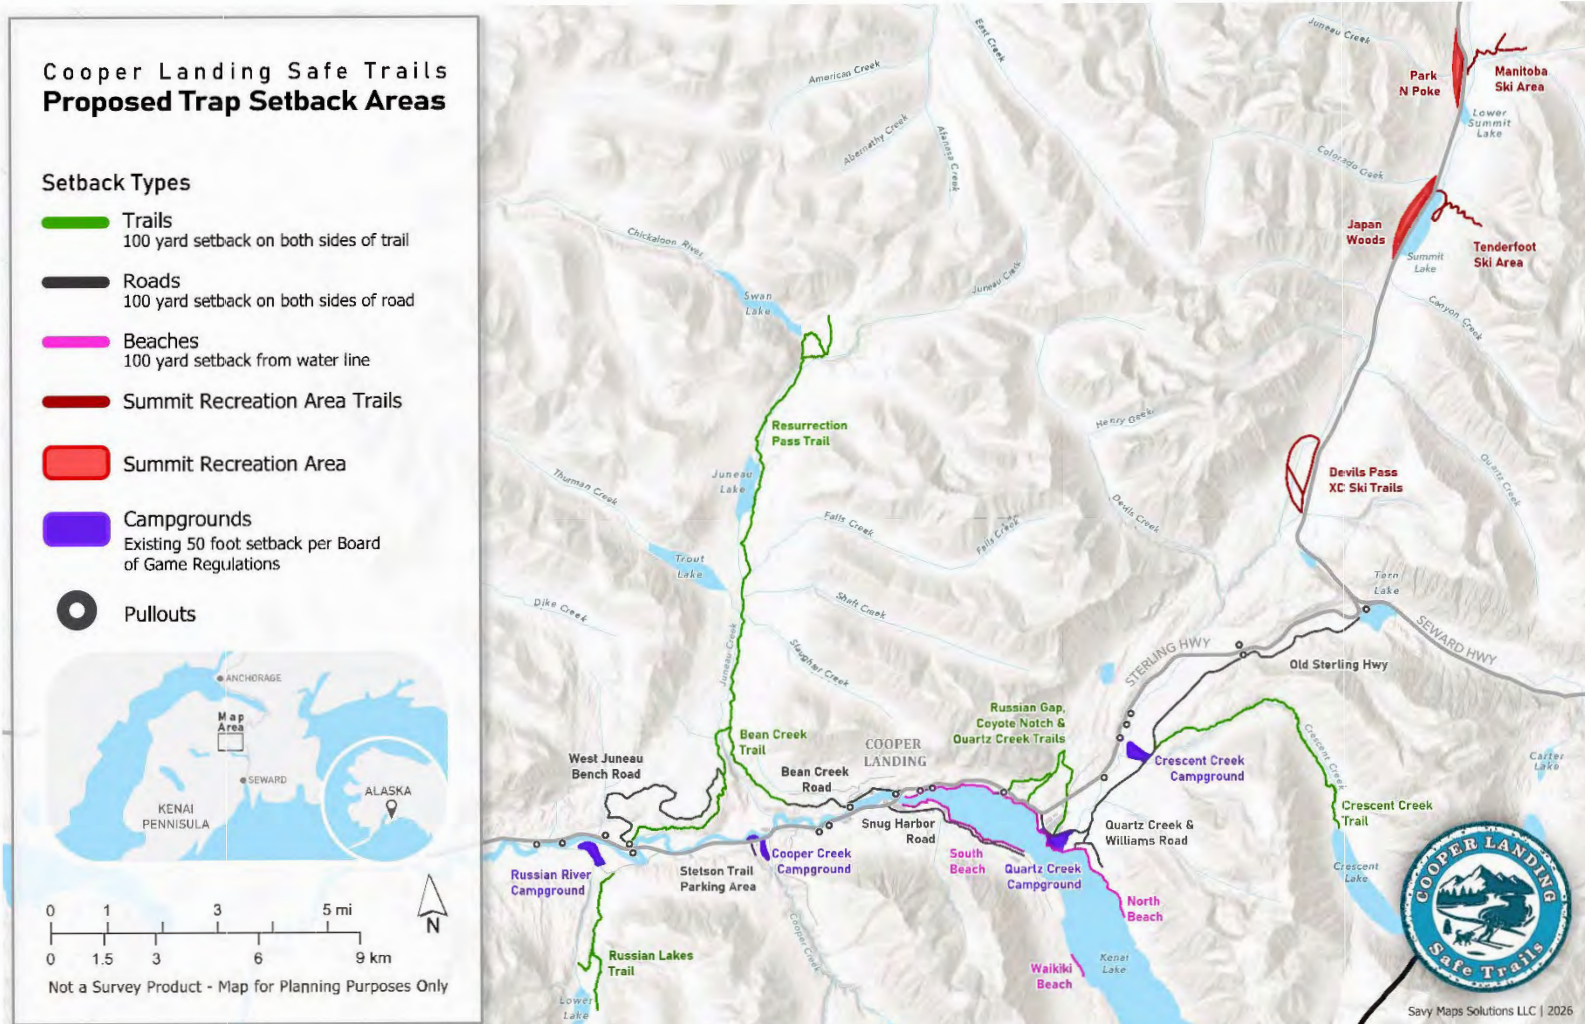 Cooper Landing Safe Trails
Proposed Trap Setback Areas
Setback Types
Trails
100 yard setback on both sides of trail
Roads
100 yard setback on both sides of road
Beaches
100 yard setback from water line
Summit Recreation Area Trails
Summit Recreation Area
Campgrounds
Existing 50 foot setback per Board
of Game Regulations
Pullouts
ANCHORAGE
Map
Area
SEWARD
KENAI
PENNISULA
ALASKA
0 1 3 5 mi
0 1.5 3 6 9 km
N
Not a Survey Product - Map for Planning Purposes Only
East Creek
Juneau Creek
American Creek
Abernathy Creek
Afanasa Creek
Park
N Poke
Manitoba
Ski Area
Lower
Summit
Lake
Colorado Creek
Japan
Woods
Tenderfoot
Ski Area
Summit
Lake
Canyon Creek
Chickaloon River
Swan
Lake
Juneau Creek
Resurrection
Pass Trail
Henry Creek
Juneau
Lake
Thurman Creek
Devils Pass
XC Ski Trails
Quartz Creek
Devils Creek
Falls Creek
Falls Creek
Trout
Lake
Tern
Lake
Dike Creek
Shaft Creek
Juneau Creek
Slaughter Creek
STERLING HWY
SEWARD HWY
Old Sterling Hwy
Russian Gap,
Coyote Notch &
Quartz Creek Trails
Bean Creek
Trail
COOPER
LANDING
West Juneau
Bench Road
Bean Creek
Road
Crescent Creek
Campground
Crescent Creek
Carter
Lake
Crescent Creek
Trail
Snug Harbor
Road
Quartz Creek &
Williams Road
South
Beach
Quartz Creek
Campground
Cooper Creek
Campground
Stetson Trail
Parking Area
Russian River
Campground
Crescent
Lake
North
Beach
Cooper Creek
Russian Lakes
Trail
Waikiki
Beach
Kenai
Lake
Lower
Lake
COOPER LANDING
Safe Trails
Savy Maps Solutions LLC | 2026